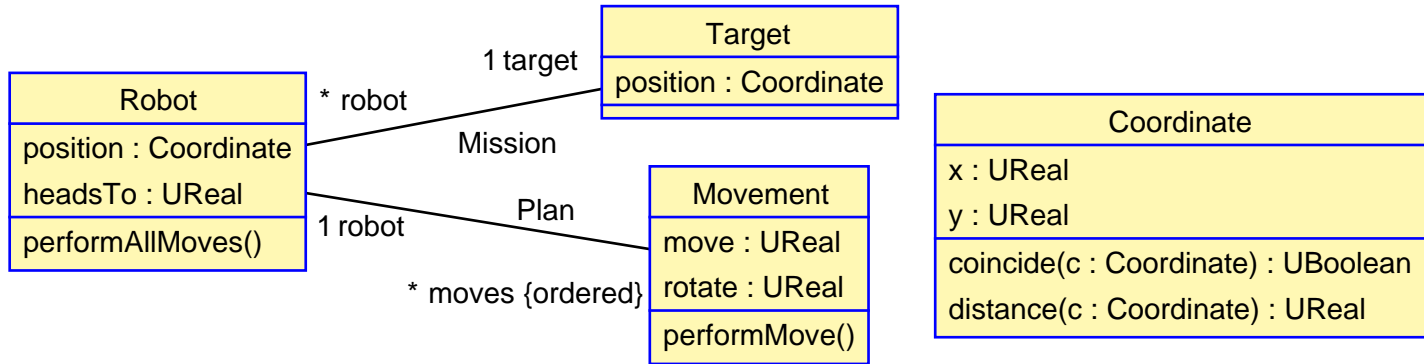 Robot
position : Coordinate
headsTo : UReal
performAllMoves()
* robot
1 target
Mission
Target
position : Coordinate
1 robot
Plan
* moves {ordered}
Movement
move : UReal
rotate : UReal
performMove()
Coordinate
x : UReal
y : UReal
coincide(c : Coordinate) : UBoolean
distance(c : Coordinate) : UReal